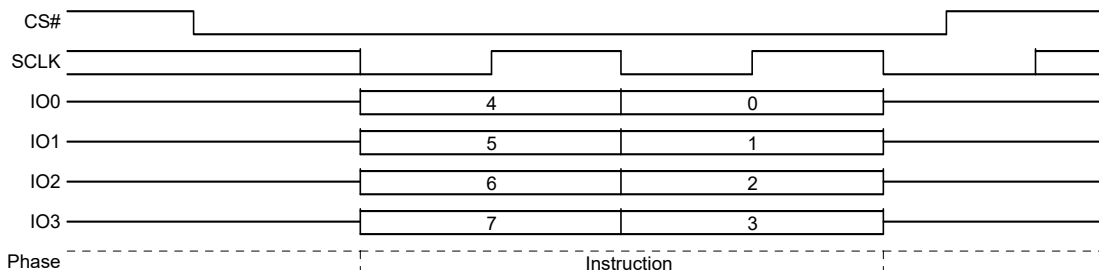 CS#
SCLK
IO0 4 0
IO1 5 1
IO2 6 2
IO3 7 3
Phase Instruction